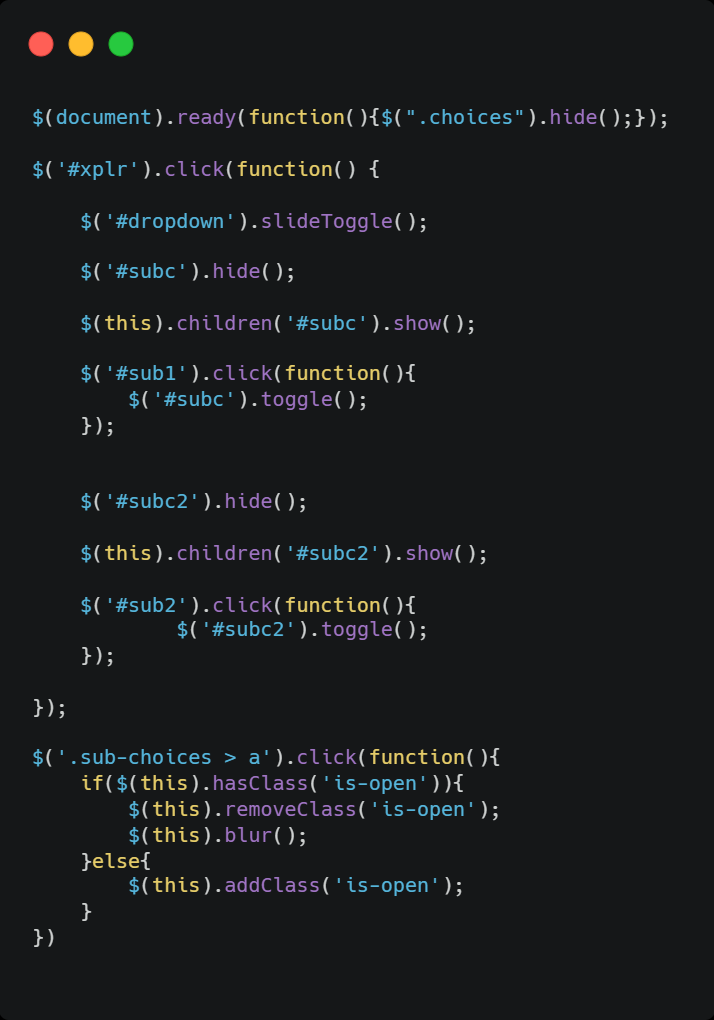 $(document).ready(function(){$(".choices").hide();});
$('#xplr').click(function() {
    $('#dropdown').slideToggle();
    $('#subc').hide();
    $(this).children('#subc').show();
    $('#sub1').click(function(){
        $('#subc').toggle();
    });
    $('#subc2').hide();
    $(this).children('#subc2').show();
    $('#sub2').click(function(){
            $('#subc2').toggle();
    });
});
$('.sub-choices > a').click(function(){
    if($(this).hasClass('is-open')){
        $(this).removeClass('is-open');
        $(this).blur();
    }else{
        $(this).addClass('is-open');
    }
})